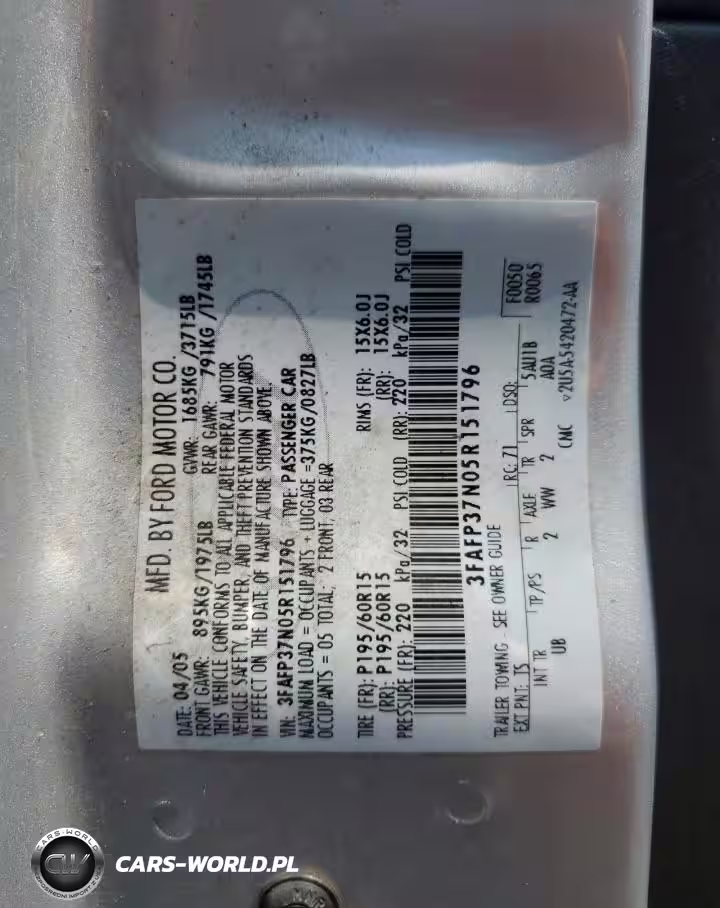 MFD. BY FORD MOTOR CO.
DATE: 04/05 GVWR: 1685KG /3715LB
FRONT GAWR: 895KG/1975LB REAR GAWR: 791KG /1745LB
THIS VEHICLE CONFORMS TO ALL APPLICABLE FEDERAL MOTOR
VEHICLE SAFETY, BUMPER, AND THEFT PREVENTION STANDARDS
IN EFFECT ON THE DATE OF MANUFACTURE SHOWN ABOVE.
VIN: 3FAFP37N05R151796 TYPE: PASSENGER CAR
MAXIMUM LOAD = OCCUPANTS + LUGGAGE =375KG/0827LB
OCCUPANTS = 05 TOTAL; 2 FRONT, 03 REAR
TIRE (FR): P195/60R15 RIMS (FR): 15X6.0J
(RR): P195/60R15 (RR): 15X6.0J
PRESSURE (FR): 220 kPa/32 PSI COLD (RR): 220 kPa/32 PSI COLD
3FAFP37N05R151796
TRAILER TOWING - SEE OWNER GUIDE
EXT PNT: TS RC: 71 DSO: F0050
R0065
INT TR TP/PS R AXLE TR SPR 5AU1B
UB 2 WW 2 A0A
CNC v2U5A-5420472-AA
CARS-WORLD
CW
CARS-WORLD.PL